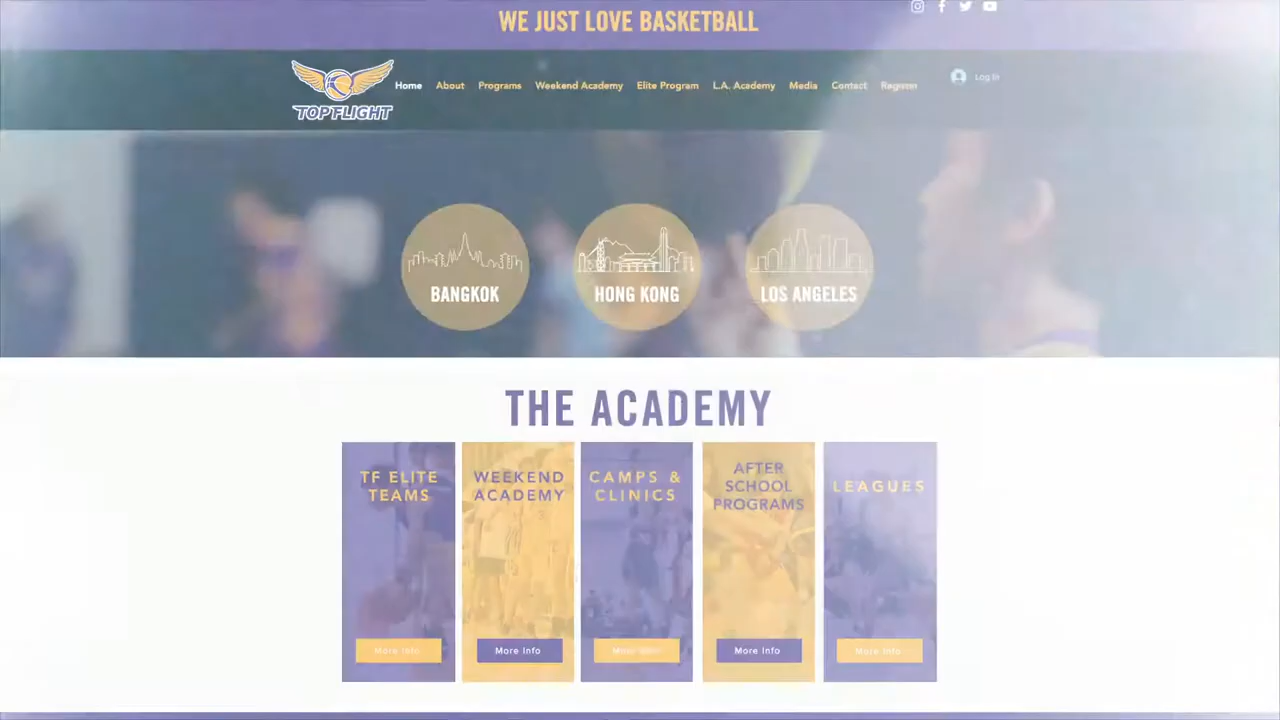 WE JUST LOVE BASKETBALL
TOPFLIGHT
Home About Programs Weekend Academy Elite Program L.A. Academy Media Contact Register
Log In
BANGKOK
HONG KONG
LOS ANGELES
THE ACADEMY
TF ELITE
TEAMS
More Info
WEEKEND
ACADEMY
More Info
CAMPS &
CLINICS
More Info
AFTER
SCHOOL
PROGRAMS
More Info
LEAGUES
More Info